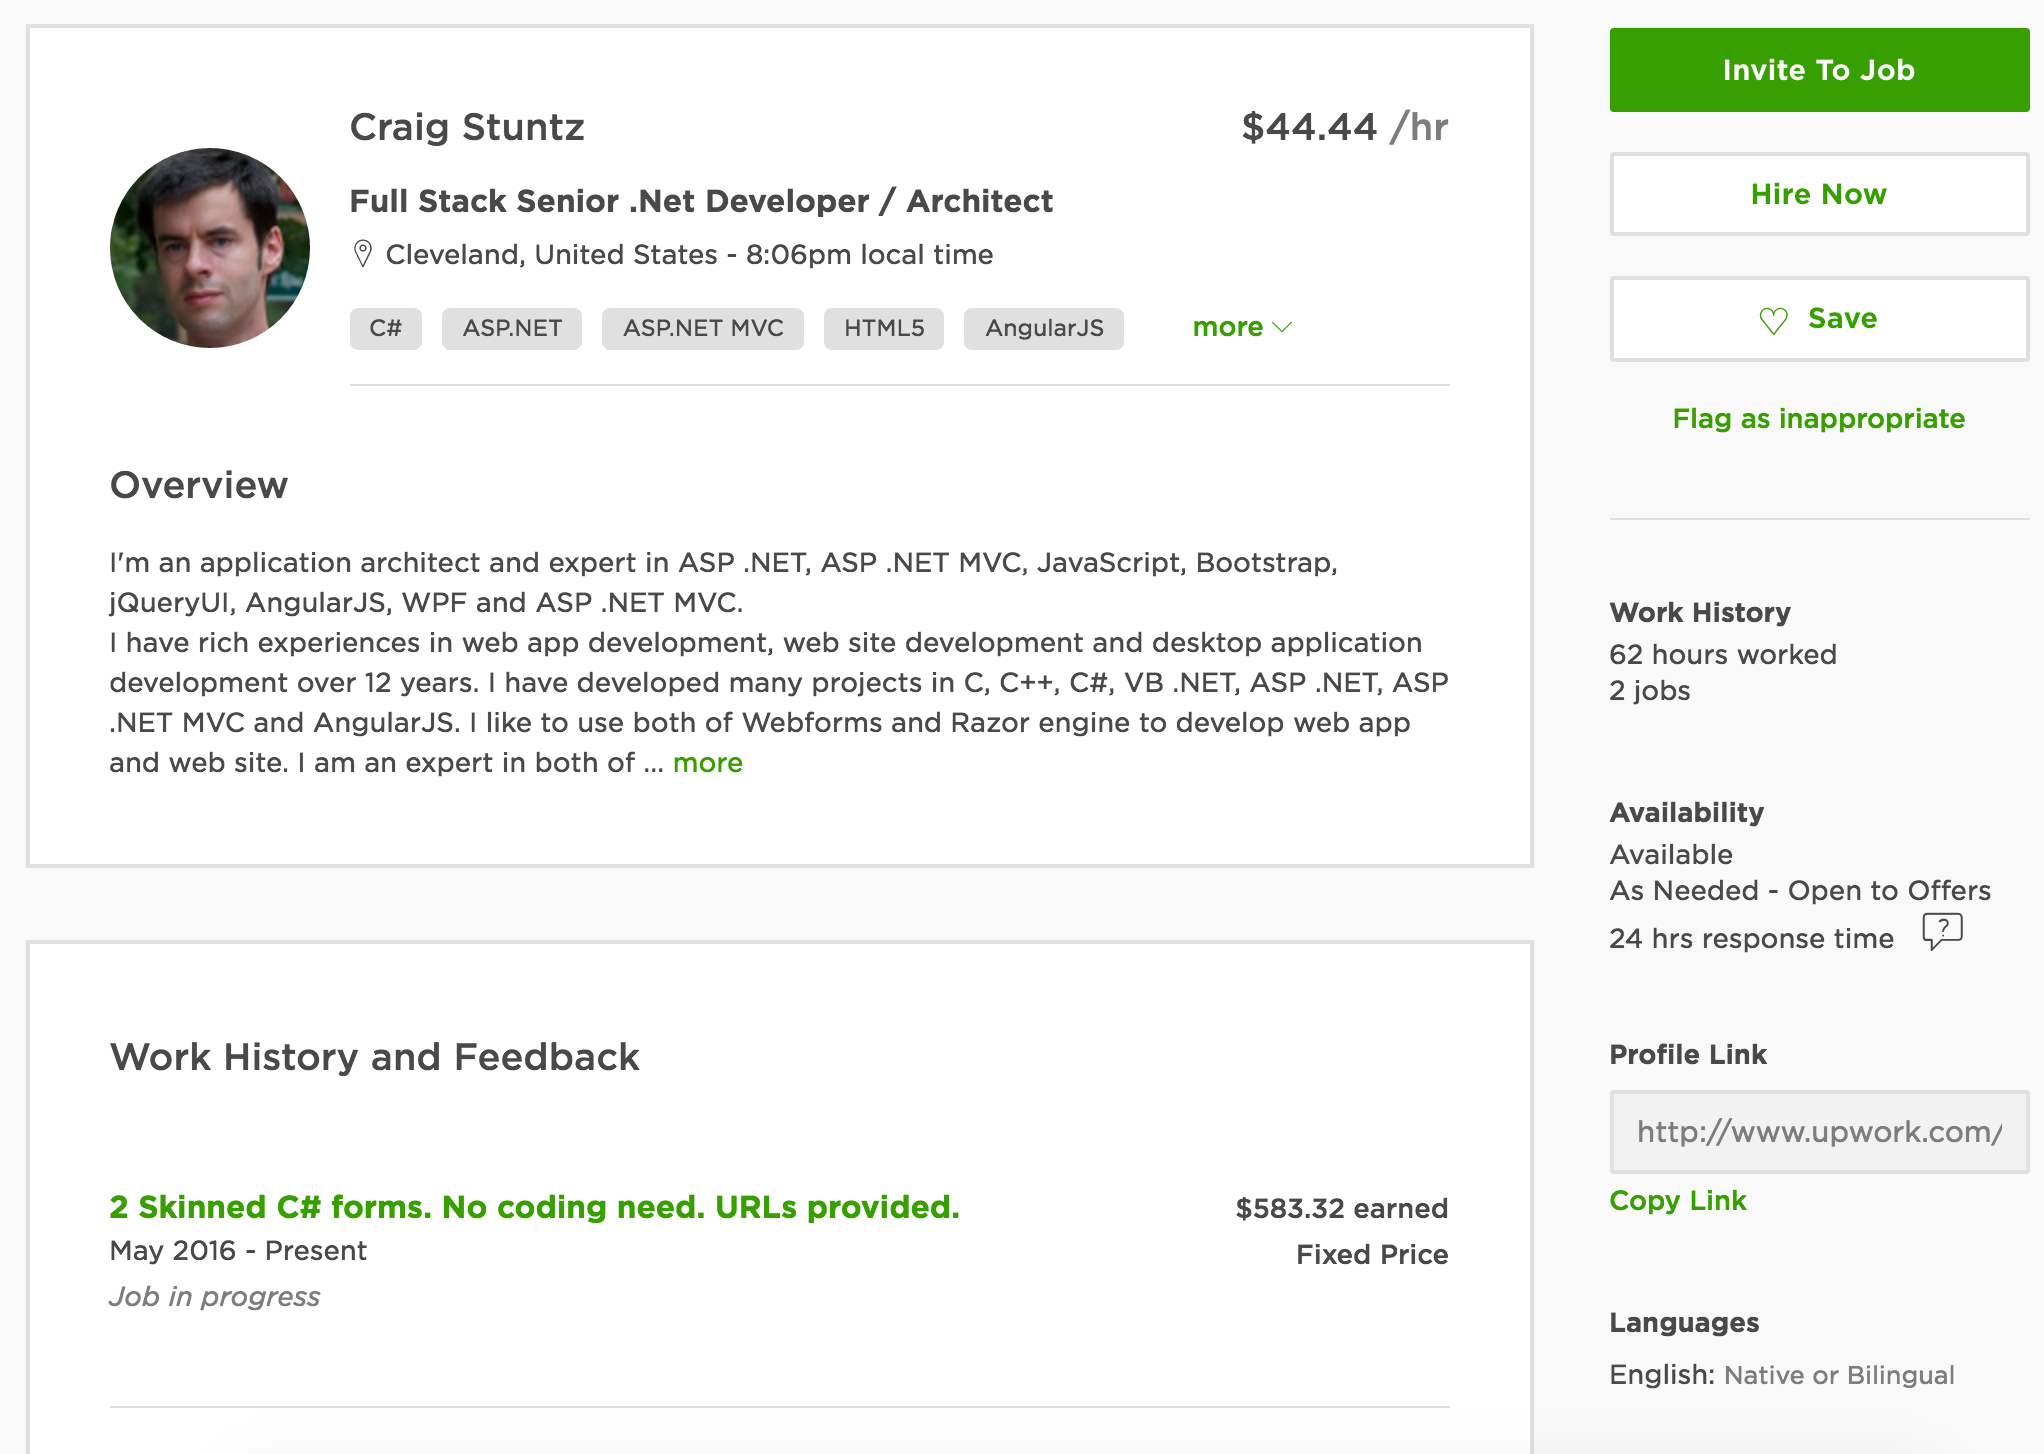 Craig Stuntz
$44.44 /hr
Full Stack Senior .Net Developer / Architect
Cleveland, United States - 8:06pm local time
C#
ASP.NET
ASP.NET MVC
HTML5
AngularJS
more
Overview
I'm an application architect and expert in ASP .NET, ASP .NET MVC, JavaScript, Bootstrap,
jQueryUI, AngularJS, WPF and ASP .NET MVC.
I have rich experiences in web app development, web site development and desktop application
development over 12 years. I have developed many projects in C, C++, C#, VB .NET, ASP .NET, ASP
.NET MVC and AngularJS. I like to use both of Webforms and Razor engine to develop web app
and web site. I am an expert in both of ... more
Work History and Feedback
2 Skinned C# forms. No coding need. URLs provided.
$583.32 earned
May 2016 - Present
Fixed Price
Job in progress
Invite To Job
Hire Now
Save
Flag as inappropriate
Work History
62 hours worked
2 jobs
Availability
Available
As Needed - Open to Offers
24 hrs response time ?
Profile Link
http://www.upwork.com/
Copy Link
Languages
English: Native or Bilingual